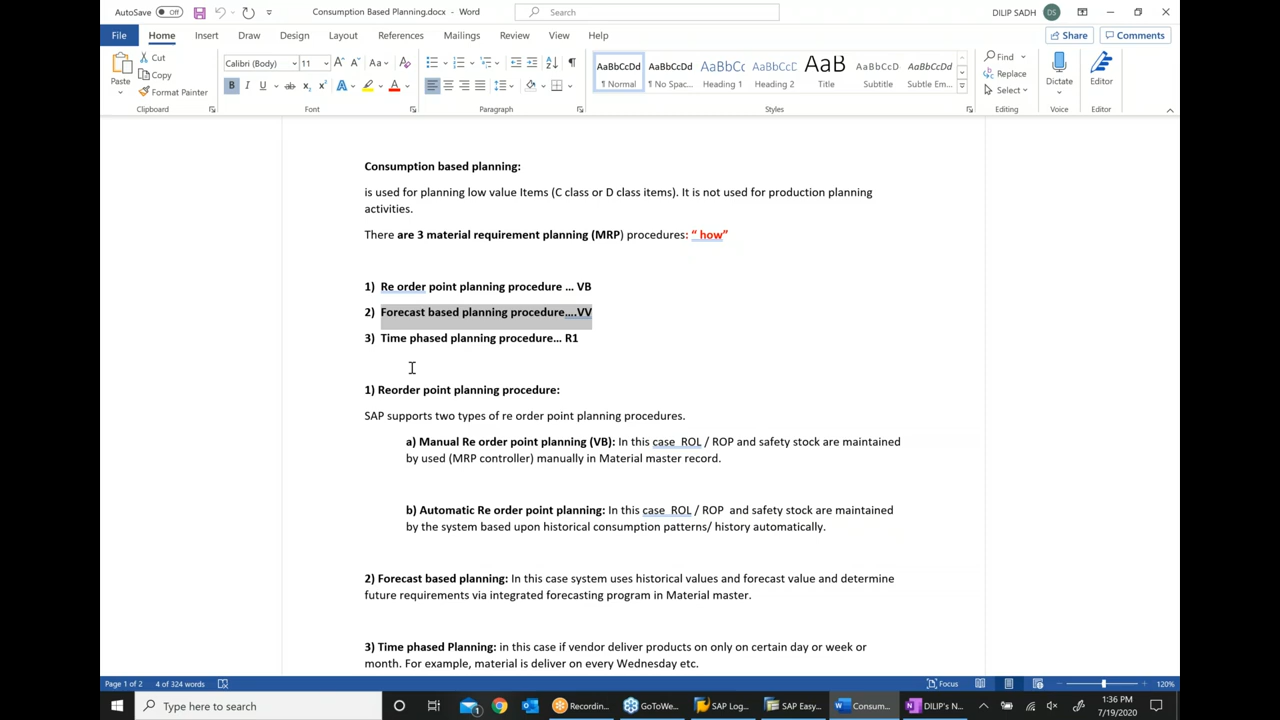 AutoSave Off Consumption Based Planning.docx - Word Search DILIP SADH DS
File Home Insert Draw Design Layout References Mailings Review View Help Share Comments
Paste Cut Copy Format Painter
Calibri (Body) 11
AaBbCcDd AaBbCcDd AaBbCc AaBbCcD AaB AaBbCcD AaBbCcDd
¶ Normal ¶ No Spac... Heading 1 Heading 2 Title Subtitle Subtle Em...
Find Replace Select Dictate Editor
Clipboard Font Paragraph Styles Editing Voice Editor
Consumption based planning:
is used for planning low value Items (C class or D class items). It is not used for production planning
activities.
There are 3 material requirement planning (MRP) procedures: “ how”
1) Re order point planning procedure ... VB
2) Forecast based planning procedure....VV
3) Time phased planning procedure... R1
1) Reorder point planning procedure:
SAP supports two types of re order point planning procedures.
a) Manual Re order point planning (VB): In this case ROL / ROP and safety stock are maintained
by used (MRP controller) manually in Material master record.
b) Automatic Re order point planning: In this case ROL / ROP and safety stock are maintained
by the system based upon historical consumption patterns/ history automatically.
2) Forecast based planning: In this case system uses historical values and forecast value and determine
future requirements via integrated forecasting program in Material master.
3) Time phased Planning: in this case if vendor deliver products on only on certain day or week or
month. For example, material is deliver on every Wednesday etc.
Page 1 of 2 4 of 324 words Focus 120%
Type here to search Recordin... GoToWe... SAP Log... SAP Easy... Consum... DILIP's N... 1:36 PM
7/19/2020